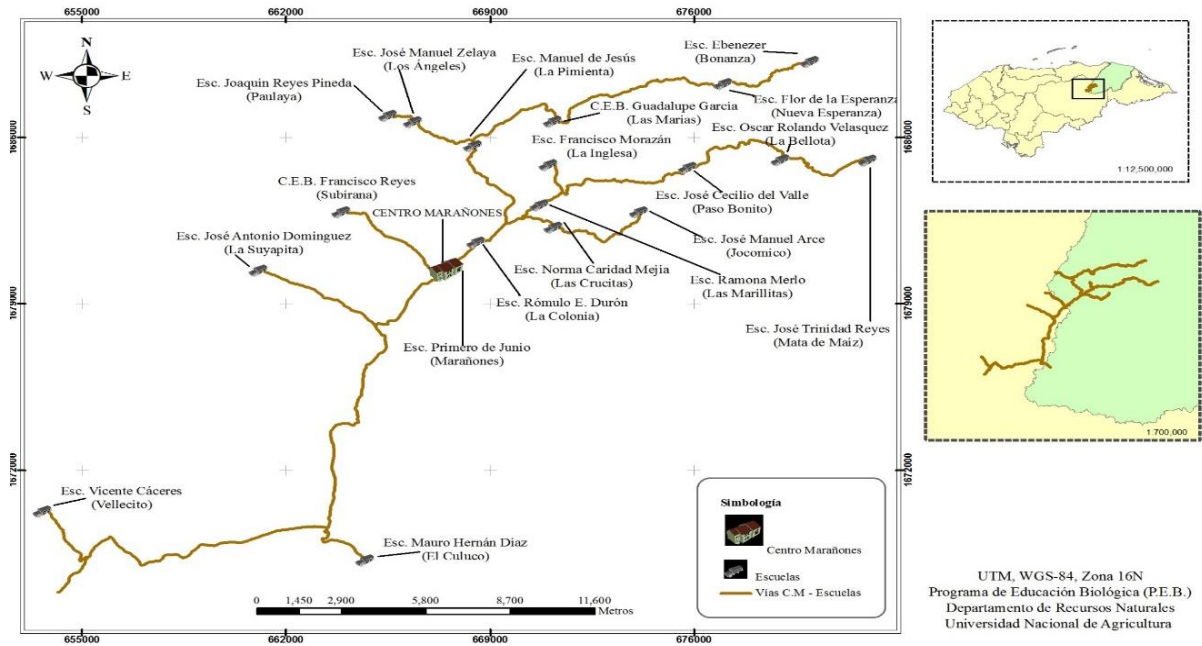 655000
662000
669000
676000
N
W
E
S
Esc. José Manuel Zelaya
(Los Ángeles)
Esc. Manuel de Jesús
(La Pimienta)
Esc. Ebenezer
(Bonanza)
Esc. Joaquin Reyes Pineda
(Paulaya)
C.E.B. Guadalupe Garcia
(Las Marias)
Esc. Flor de la Esperanza
(Nueva Esperanza)
Esc. Francisco Morazán
(La Inglesa)
Esc. Oscar Rolando Velasquez
(La Bellota)
1686000
1686000
C.E.B. Francisco Reyes
(Subirana)
CENTRO MARAÑONES
Esc. José Cecilio del Valle
(Paso Bonito)
Esc. José Antonio Dominguez
(La Suyapita)
Esc. José Manuel Arce
(Jocomico)
Esc. Norma Caridad Mejia
(Las Crucitas)
Esc. Ramona Merlo
(Las Marillitas)
1679000
1679000
Esc. Rómulo E. Durón
(La Colonia)
Esc. José Trinidad Reyes
(Mata de Maíz)
Esc. Primero de Junio
(Marañones)
1672000
1672000
Esc. Vicente Cáceres
(Vellecito)
Esc. Mauro Hernán Díaz
(El Culuco)
Simbología
Centro Marañones
Escuelas
Vías C.M - Escuelas
0 1,450 2,900 5,800 8,700 11,600
Metros
655000
662000
669000
676000
1:12,500,000
1:700,000
UTM, WGS-84, Zona 16N
Programa de Educación Biológica (P.E.B.)
Departamento de Recursos Naturales
Universidad Nacional de Agricultura